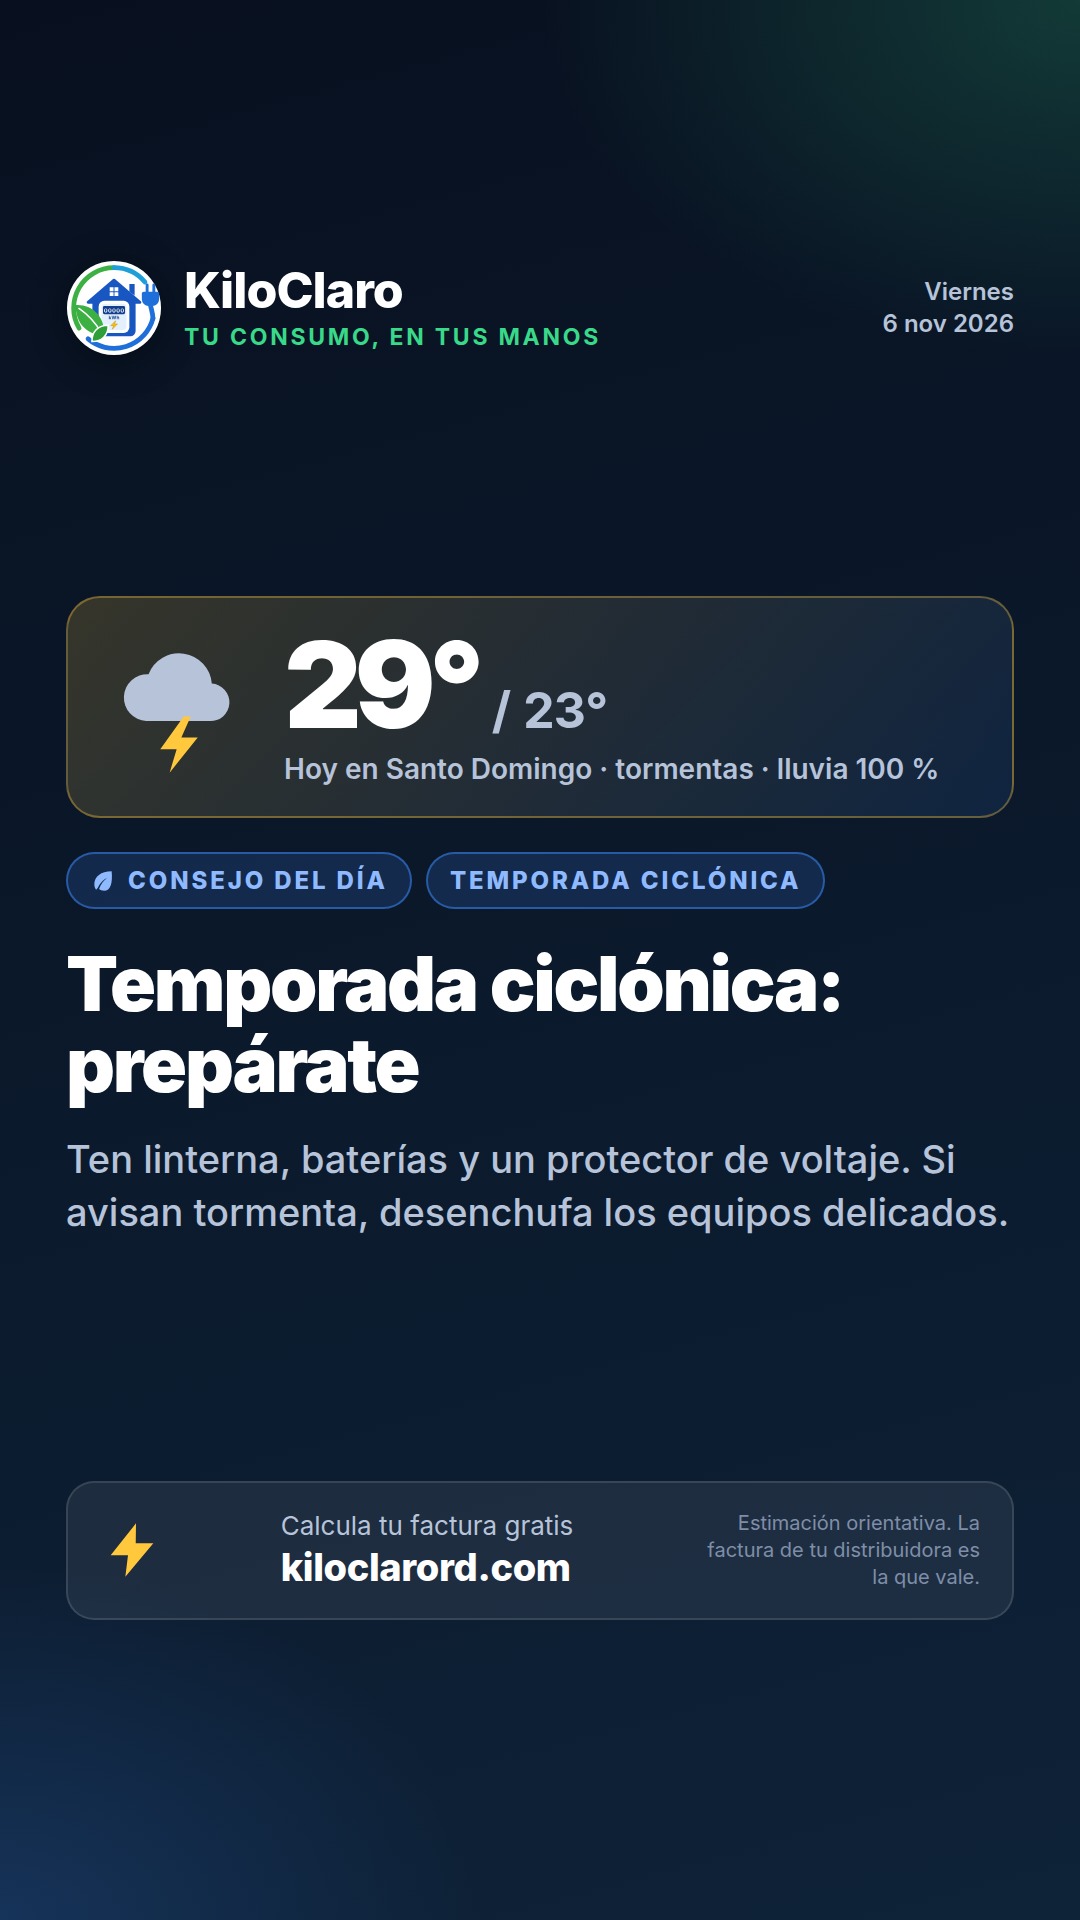 KiloClaro
TU CONSUMO, EN TUS MANOS
Viernes
6 nov 2026
29° / 23°
Hoy en Santo Domingo · tormentas · lluvia 100 %
CONSEJO DEL DÍA
TEMPORADA CICLÓNICA
Temporada ciclónica:
prepárate
Ten linterna, baterías y un protector de voltaje. Si
avisan tormenta, desenchufa los equipos delicados.
Calcula tu factura gratis
kiloclarord.com
Estimación orientativa. La
factura de tu distribuidora es
la que vale.